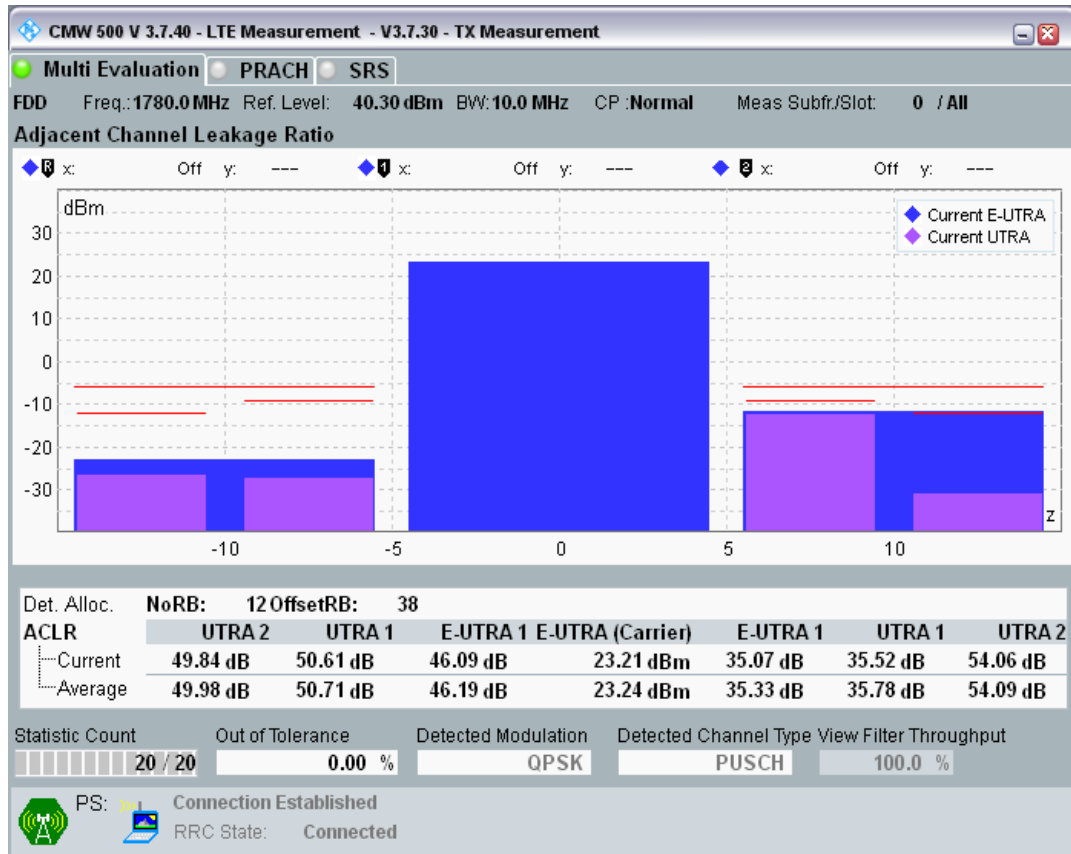 CMW 500 V 3.7.40 - LTE Measurement - V3.7.30 - TX Measurement
Multi Evaluation PRACH SRS
FDD Freq.:1780.0 MHz Ref. Level: 40.30 dBm BW:10.0 MHz CP :Normal Meas Subfr./Slot: 0 / All
Adjacent Channel Leakage Ratio
R x: Off y: --- 1 x: Off y: --- 2 x: Off y: ---
dBm
Current E-UTRA
Current UTRA
30
20
10
0
-10
-20
-30
z
-10 -5 0 5 10
Det. Alloc. NoRB: 12 OffsetRB: 38
ACLR UTRA 2 UTRA 1 E-UTRA 1 E-UTRA (Carrier) E-UTRA 1 UTRA 1 UTRA 2
Current 49.84 dB 50.61 dB 46.09 dB 23.21 dBm 35.07 dB 35.52 dB 54.06 dB
Average 49.98 dB 50.71 dB 46.19 dB 23.24 dBm 35.33 dB 35.78 dB 54.09 dB
Statistic Count Out of Tolerance Detected Modulation Detected Channel Type View Filter Throughput
20 / 20 0.00 % QPSK PUSCH 100.0 %
PS: Connection Established
RRC State: Connected